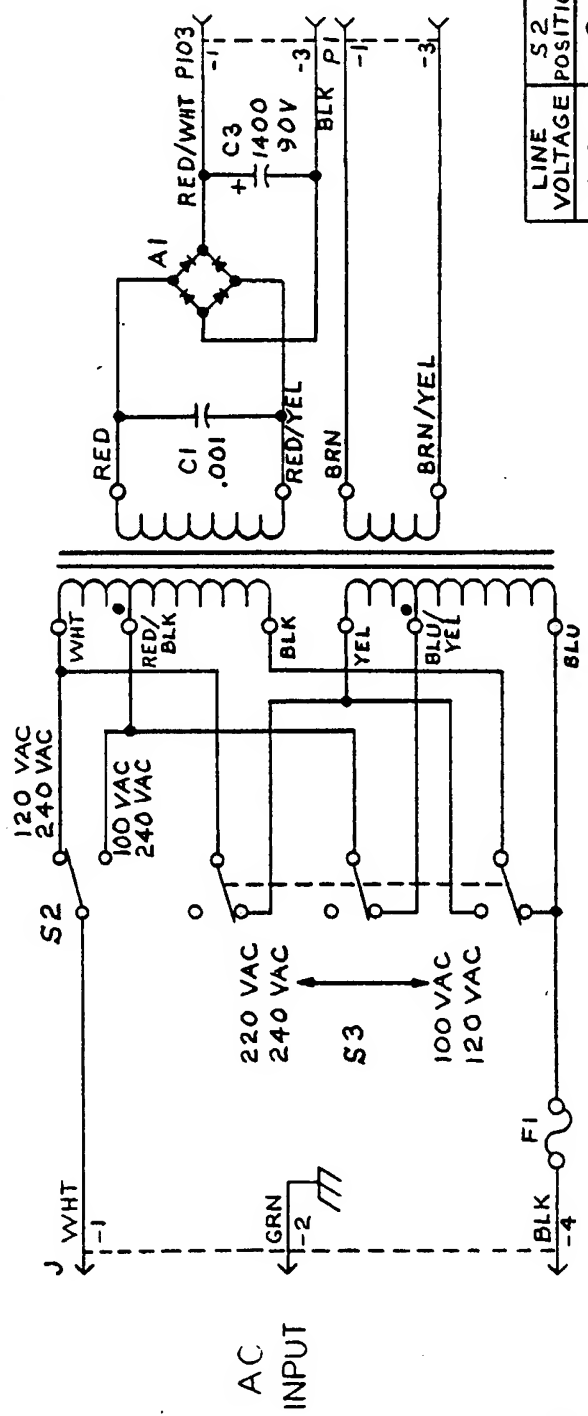 AC
INPUT
J
WHT
-1
GRN
-2
BLK
-4
F1
S2
120 VAC
240 VAC
100 VAC
240 VAC
220 VAC
240 VAC
S3
100 VAC
120 VAC
WHT
RED/
BLK
BLK
YEL
BLU/
YEL
BLU
RED
C1
.001
RED/YEL
BRN
BRN/YEL
A1
RED/WHT
P103
-1
+
C3
1400
90V
-3
BLK
P1
-1
-3
LINE
VOLTAGE
S2